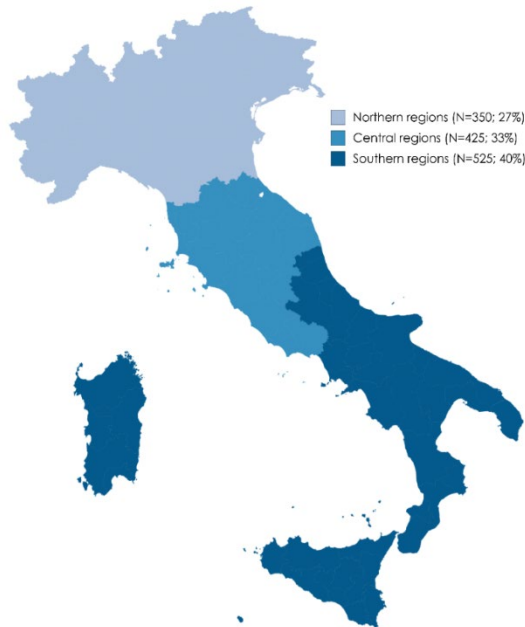 Northern regions (N=350; 27%)
Central regions (N=425; 33%)
Southern regions (N=525; 40%)